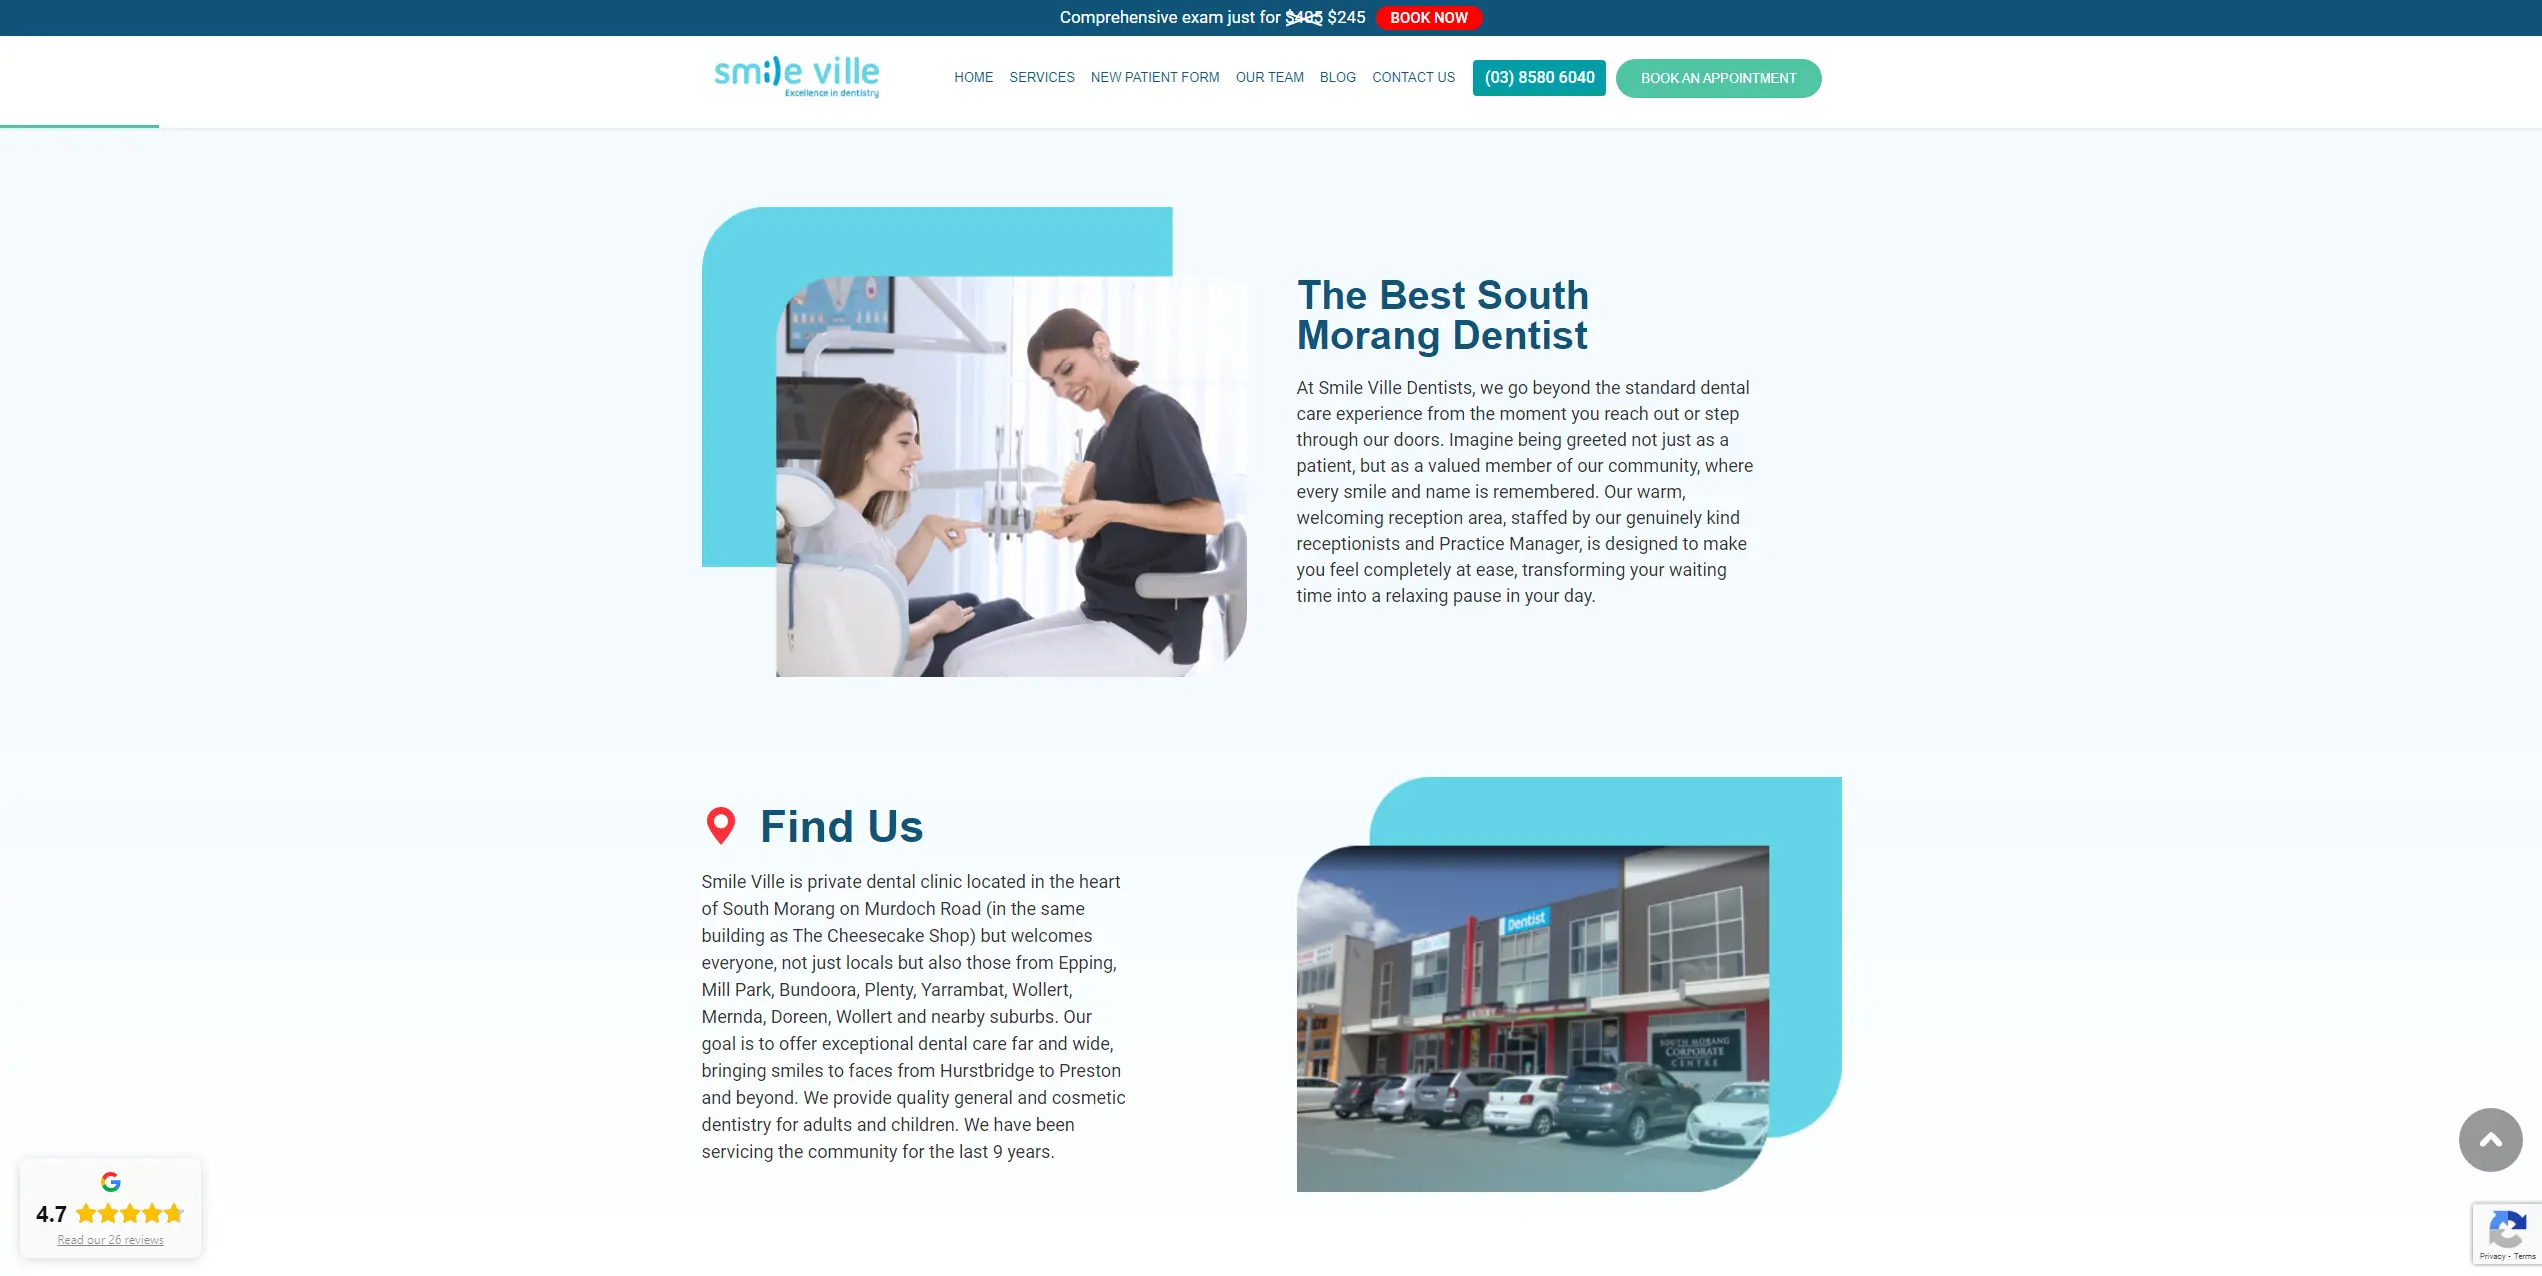 Comprehensive exam just for $495 $245 BOOK NOW
smile ville
Excellence in dentistry
HOME SERVICES NEW PATIENT FORM OUR TEAM BLOG CONTACT US (03) 8580 6040 BOOK AN APPOINTMENT
The Best South
Morang Dentist
At Smile Ville Dentists, we go beyond the standard dental
care experience from the moment you reach out or step
through our doors. Imagine being greeted not just as a
patient, but as a valued member of our community, where
every smile and name is remembered. Our warm,
welcoming reception area, staffed by our genuinely kind
receptionists and Practice Manager, is designed to make
you feel completely at ease, transforming your waiting
time into a relaxing pause in your day.
Find Us
Smile Ville is private dental clinic located in the heart
of South Morang on Murdoch Road (in the same
building as The Cheesecake Shop) but welcomes
everyone, not just locals but also those from Epping,
Mill Park, Bundoora, Plenty, Yarrambat, Wollert,
Mernda, Doreen, Wollert and nearby suburbs. Our
goal is to offer exceptional dental care far and wide,
bringing smiles to faces from Hurstbridge to Preston
and beyond. We provide quality general and cosmetic
dentistry for adults and children. We have been
servicing the community for the last 9 years.
smile ville
Dentist
EATERY
SOUTH MORANG
CORPORATE
CENTRE
4.7
Read our 26 reviews
Privacy - Terms